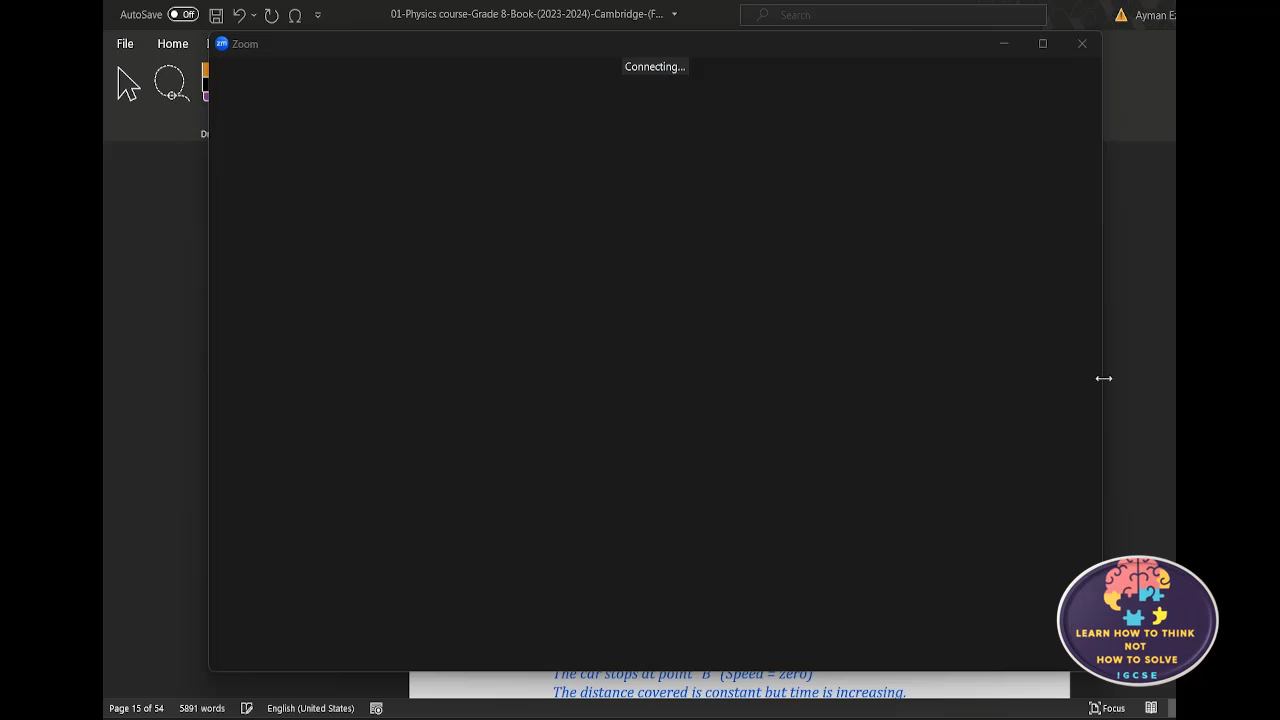 AutoSave Off 01-Physics course-Grade 8-Book-(2023-2024)-Cambridge-(F... Search Ayman Ez
File Home
zm Zoom
Connecting...
LEARN HOW TO THINK
NOT
HOW TO SOLVE
IGCSE
The car stops at point "B" (Speed = zero)
The distance covered is constant but time is increasing.
Page 15 of 54 5891 words English (United States) Focus